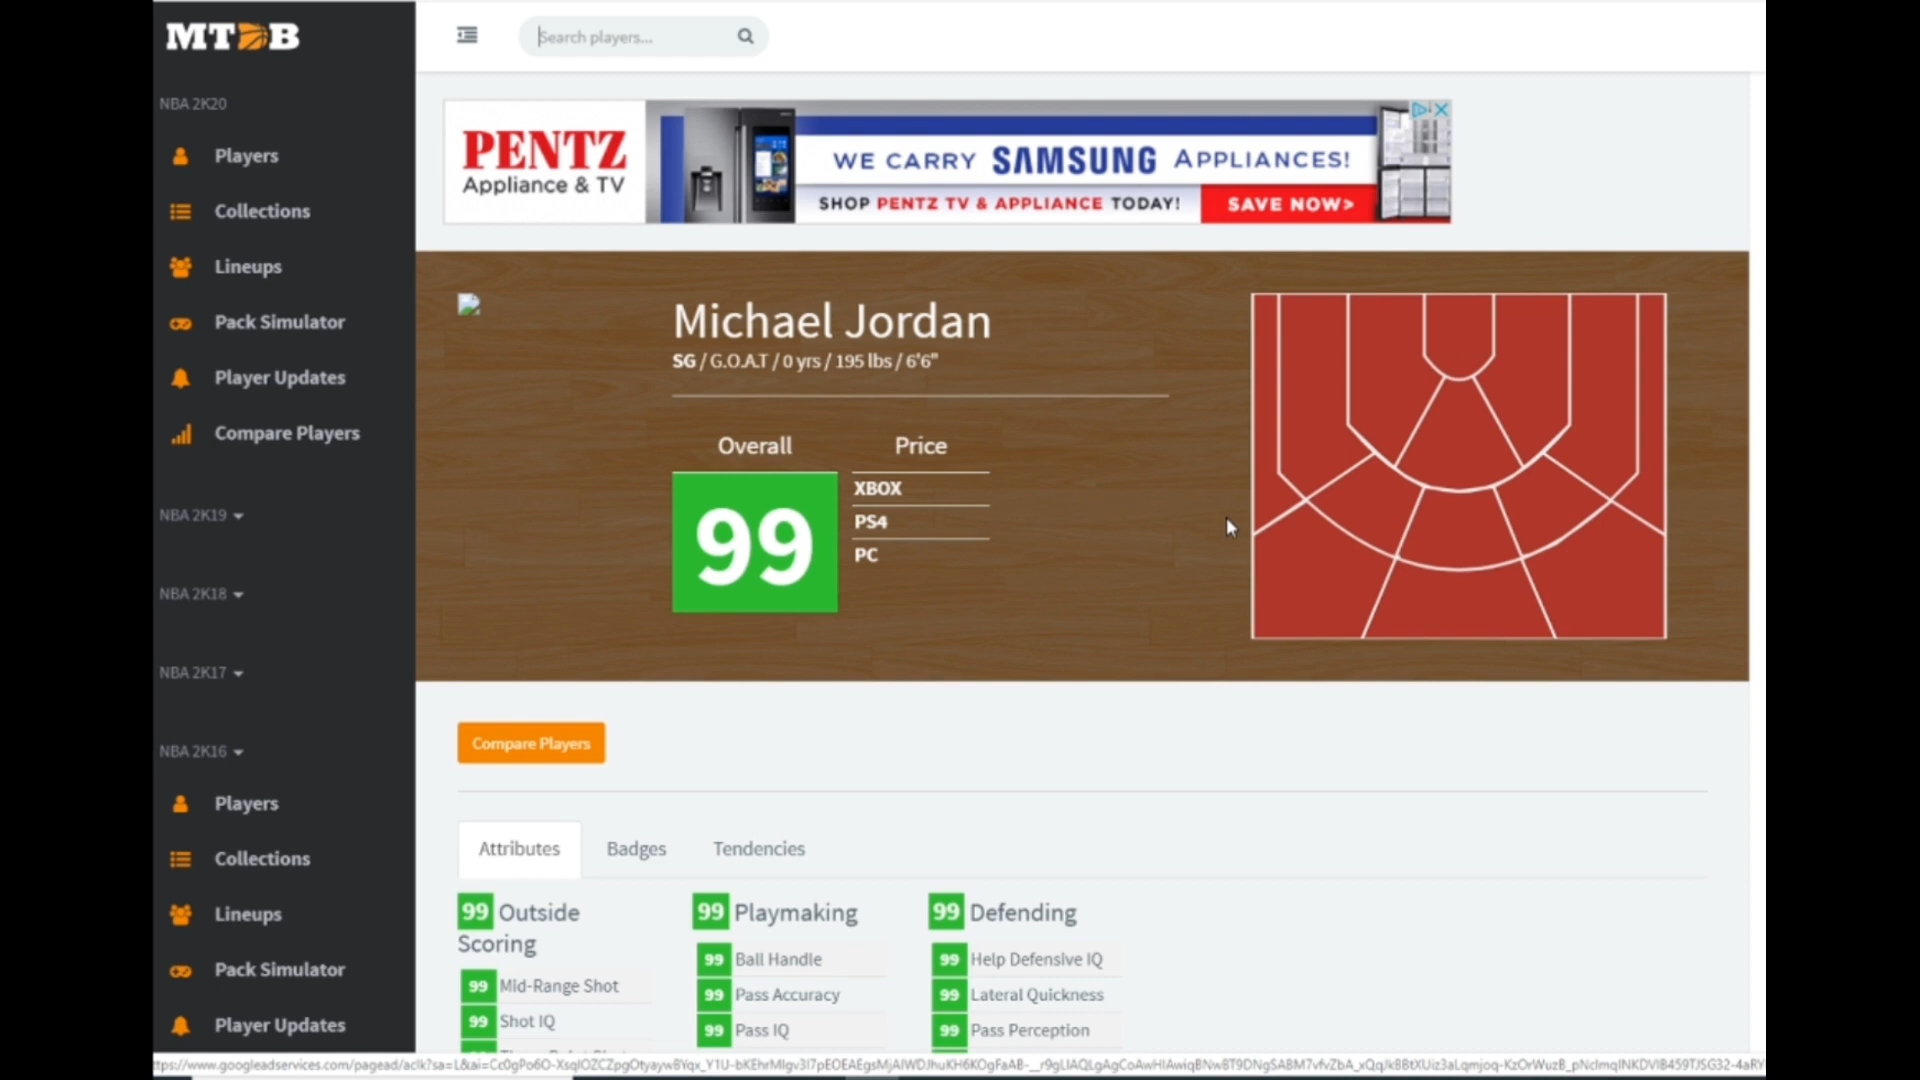 MTDB
Search players...
NBA 2K20
Players
Collections
Lineups
Pack Simulator
Player Updates
Compare Players
NBA 2K19
NBA 2K18
NBA 2K17
NBA 2K16
Players
Collections
Lineups
Pack Simulator
Player Updates
PENTZ
Appliance & TV
WE CARRY SAMSUNG APPLIANCES!
SHOP PENTZ TV & APPLIANCE TODAY!
SAVE NOW>
Michael Jordan
SG / G.O.A.T / 0 yrs / 195 lbs / 6'6"
Overall
99
Price
XBOX
PS4
PC
Compare Players
Attributes Badges Tendencies
99 Outside
Scoring
99 Mid-Range Shot
99 Shot IQ
99 Playmaking
99 Ball Handle
99 Pass Accuracy
99 Pass IQ
99 Defending
99 Help Defensive IQ
99 Lateral Quickness
99 Pass Perception